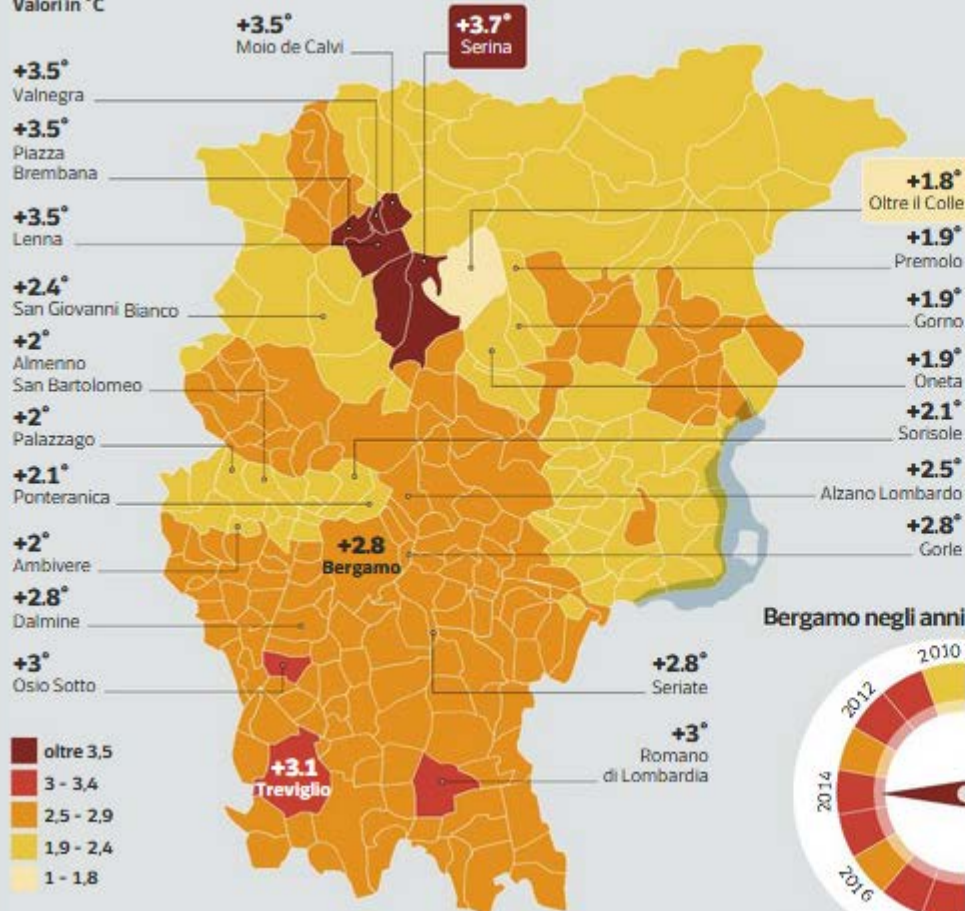 Valori in °C
+3.5°
Moio de Calvi
+3.7°
Serina
+3.5°
Valnegra
+3.5°
Piazza
Brembana
+3.5°
Lenna
+2.4°
San Giovanni Bianco
+2°
Almenno
San Bartolomeo
+2°
Palazzago
+2.1°
Ponteranica
+2°
Ambivere
+2.8°
Dalmine
+3°
Osio Sotto
+1.8°
Oltre il Colle
+1.9°
Premolo
+1.9°
Gorno
+1.9°
Oneta
+2.1°
Sorisole
+2.5°
Alzano Lombardo
+2.8°
Gorle
+2.8
Bergamo
+2.8°
Seriate
+3°
Romano
di Lombardia
+3.1
Treviglio
oltre 3,5
3 - 3,4
2,5 - 2,9
1,9 - 2,4
1 - 1,8
Bergamo negli anni
2010
2012
2014
2016